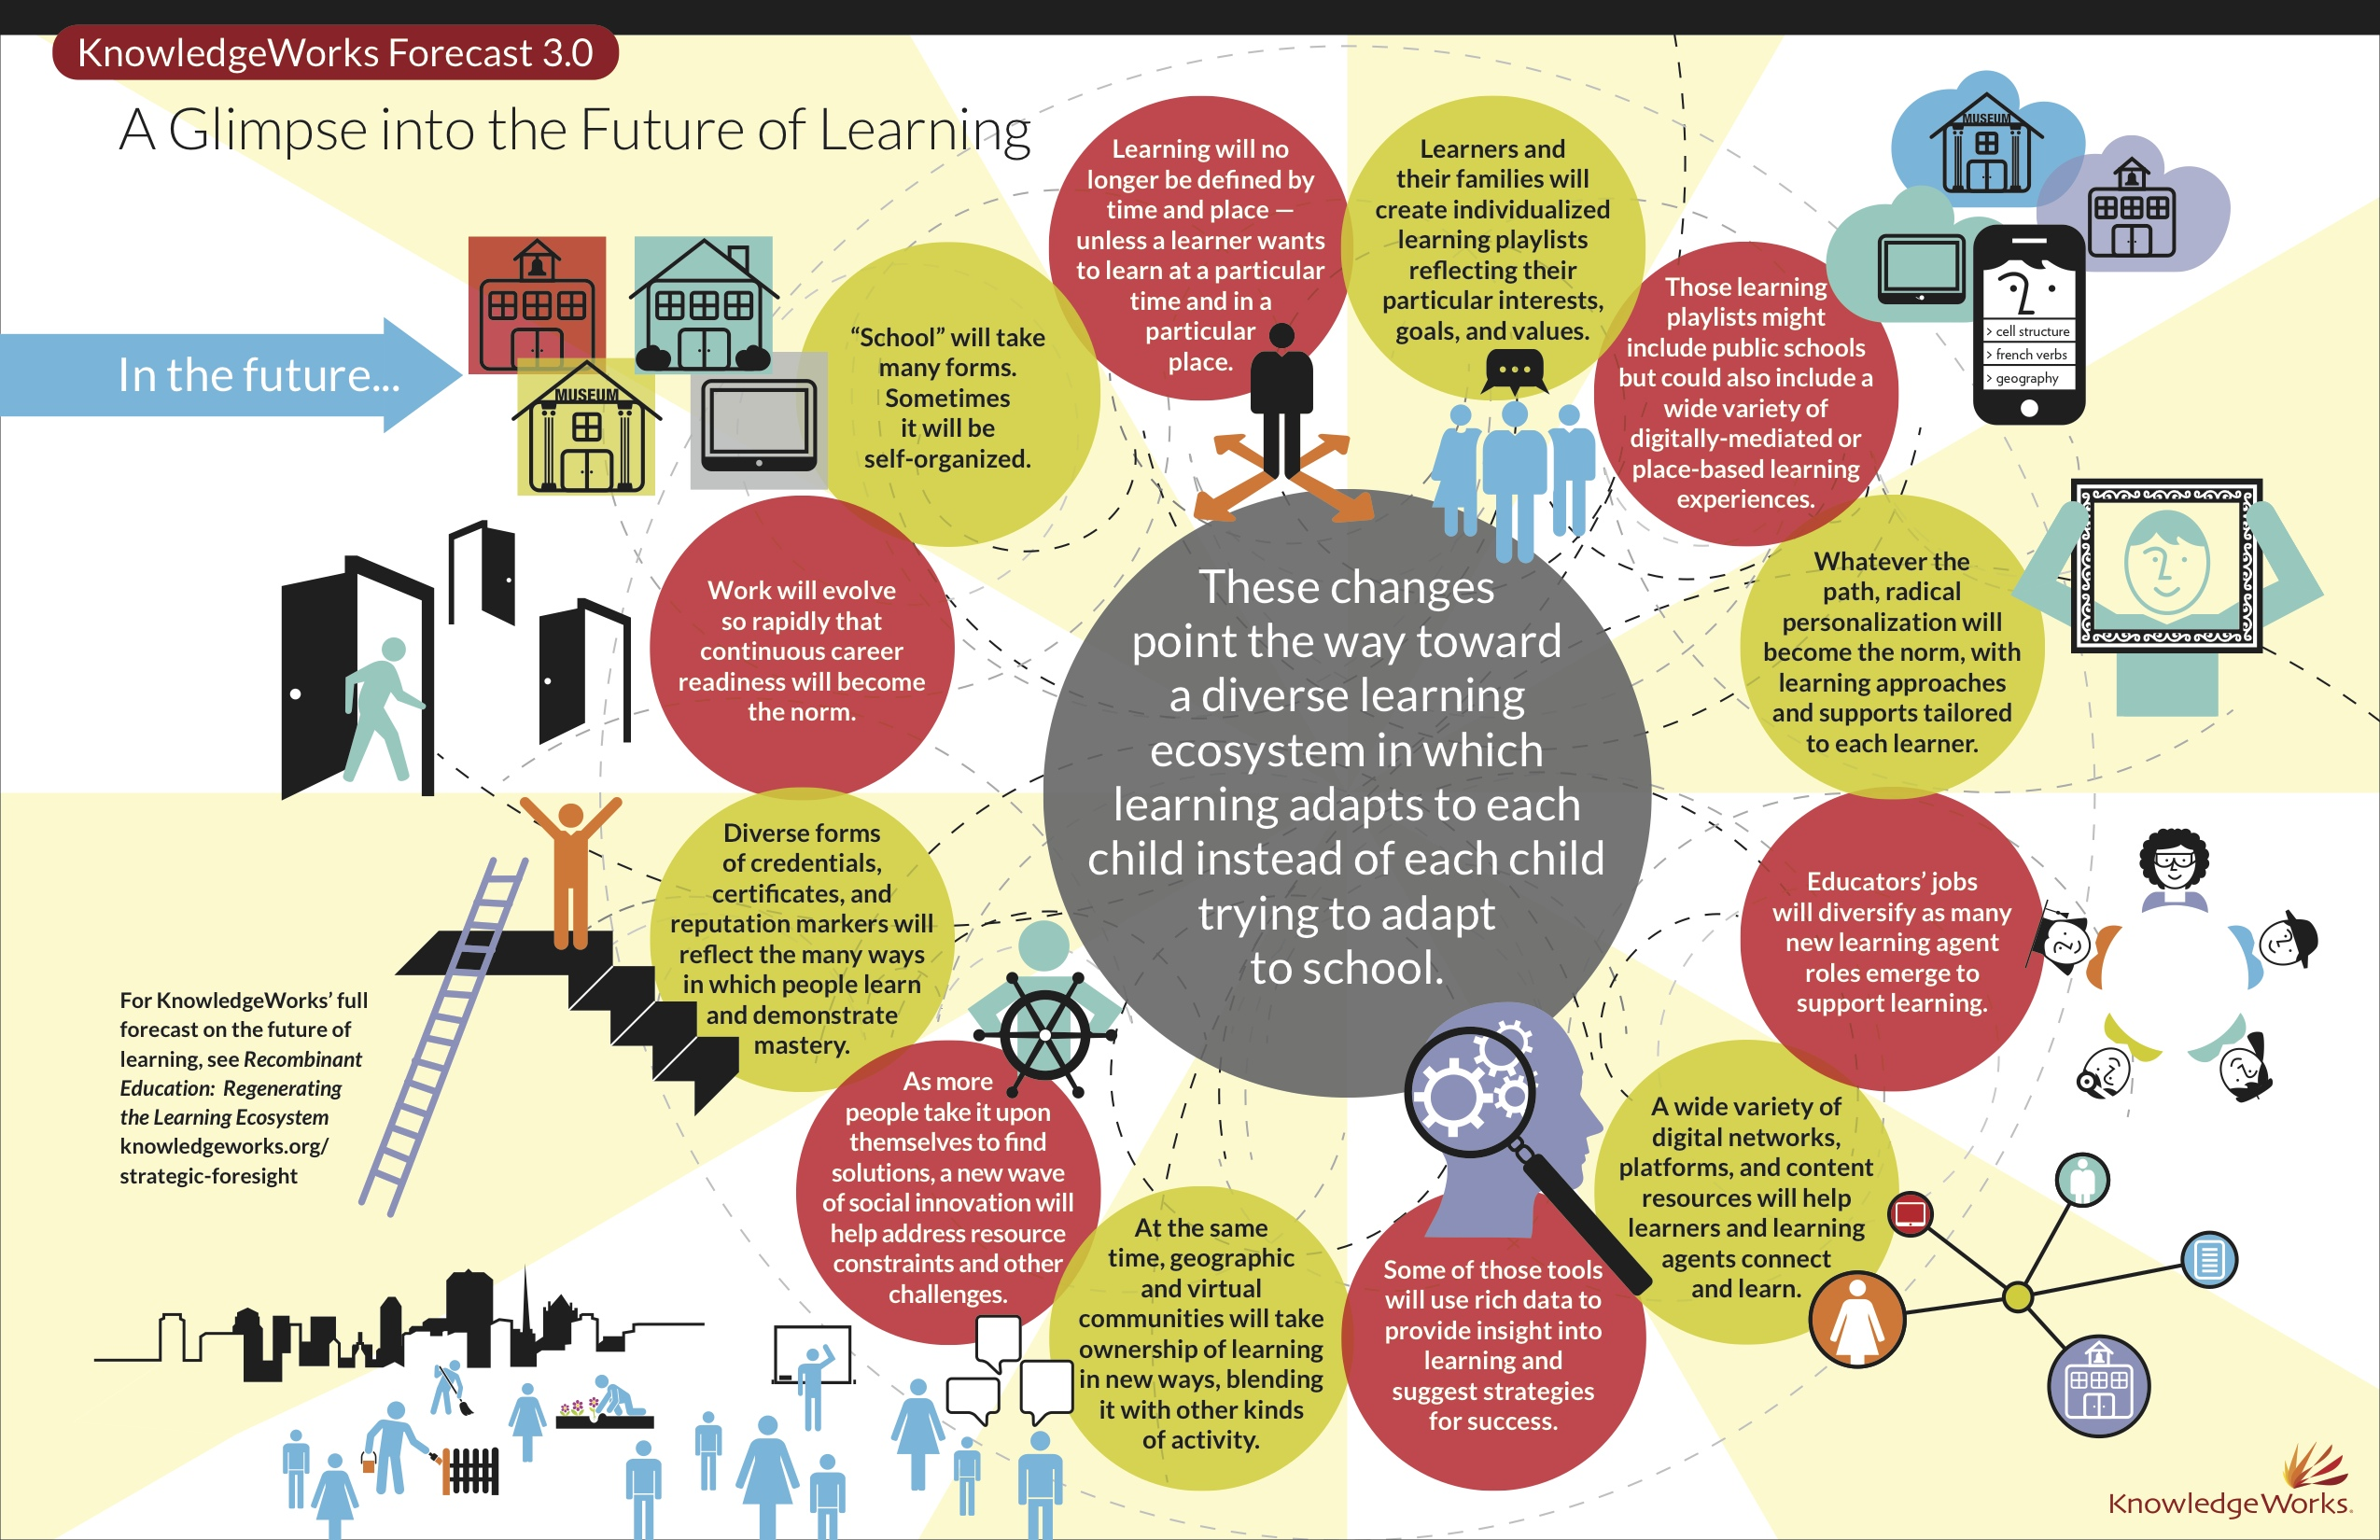 KnowledgeWorks Forecast 3.0
A Glimpse into the Future of Learning
In the future...
MUSEUM
“School” will take
many forms.
Sometimes
it will be
self-organized.
Learning will no
longer be defined by
time and place —
unless a learner wants
to learn at a particular
time and in a
particular
place.
Learners and
their families will
create individualized
learning playlists
reflecting their
particular interests,
goals, and values.
Those learning
playlists might
include public schools
but could also include a
wide variety of
digitally-mediated or
place-based learning
experiences.
MUSEUM
> cell structure
> french verbs
> geography
Whatever the
path, radical
personalization will
become the norm, with
learning approaches
and supports tailored
to each learner.
Educators’ jobs
will diversify as many
new learning agent
roles emerge to
support learning.
A wide variety of
digital networks,
platforms, and content
resources will help
learners and learning
agents connect
and learn.
Some of those tools
will use rich data to
provide insight into
learning and
suggest strategies
for success.
At the same
time, geographic
and virtual
communities will take
ownership of learning
in new ways, blending
it with other kinds
of activity.
As more
people take it upon
themselves to find
solutions, a new wave
of social innovation will
help address resource
constraints and other
challenges.
Diverse forms
of credentials,
certificates, and
reputation markers will
reflect the many ways
in which people learn
and demonstrate
mastery.
Work will evolve
so rapidly that
continuous career
readiness will become
the norm.
These changes
point the way toward
a diverse learning
ecosystem in which
learning adapts to each
child instead of each child
trying to adapt
to school.
For KnowledgeWorks’ full
forecast on the future of
learning, see Recombinant
Education: Regenerating
the Learning Ecosystem
knowledgeworks.org/
strategic-foresight
KnowledgeWorks.